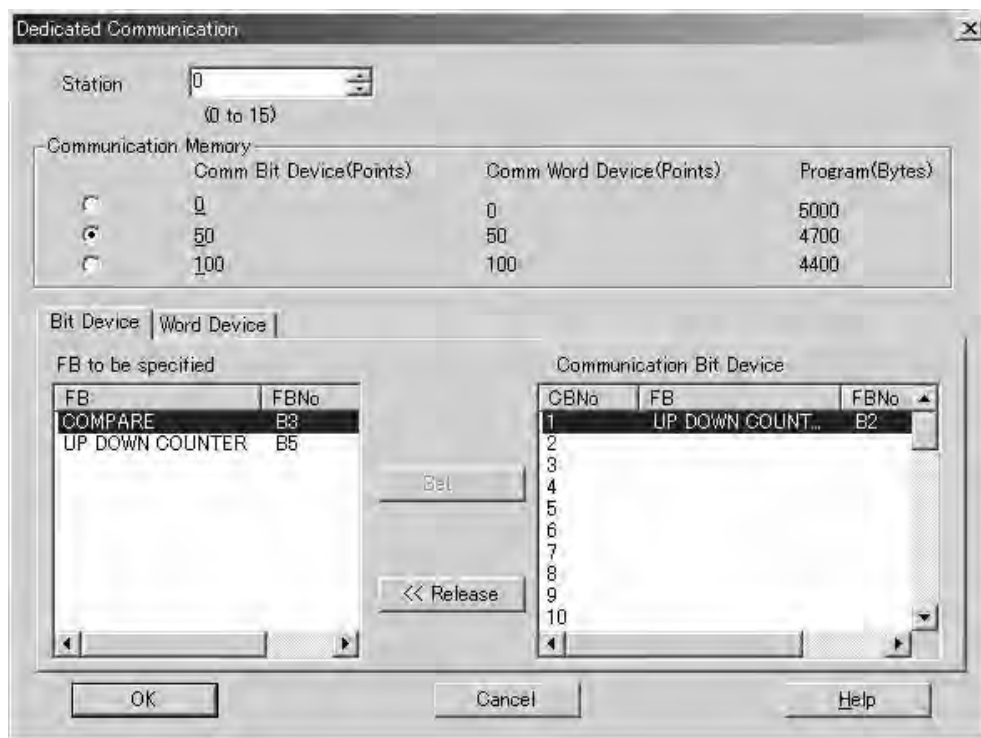 Dedicated Communication
Station 0
(0 to 15)
Communication Memory
Comm Bit Device(Points) Comm Word Device(Points) Program(Bytes)
0 0 5000
50 50 4700
100 100 4400
Bit Device Word Device
FB to be specified Communication Bit Device
FB FBNo CBNo FB FBNo
COMPARE B3 1 UP DOWN COUNT... B2
UP DOWN COUNTER B5 2
3
4
5
6
7
8
9
10
Set
<< Release
OK Cancel Help